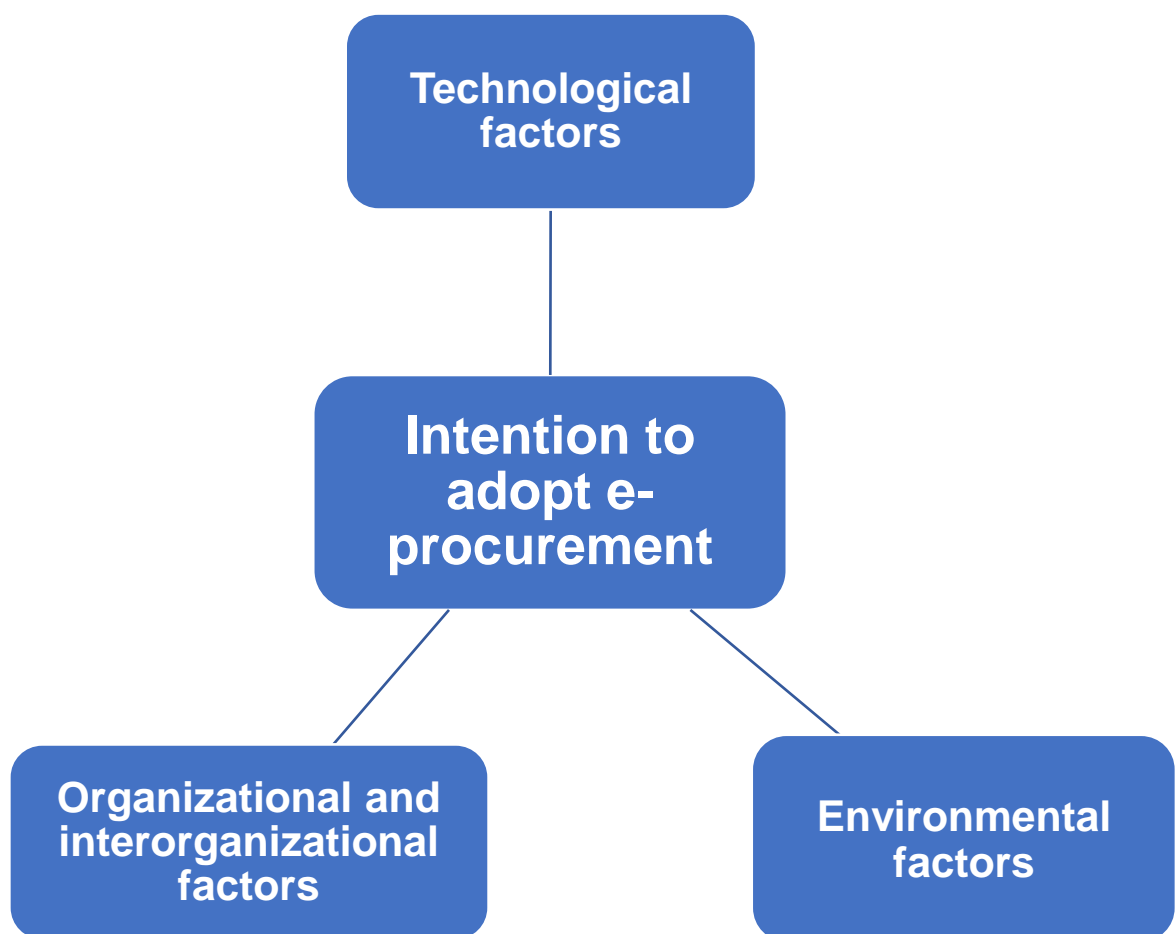 Technological
factors
Intention to
adopt e-
procurement
Organizational and
interorganizational
factors
Environmental
factors